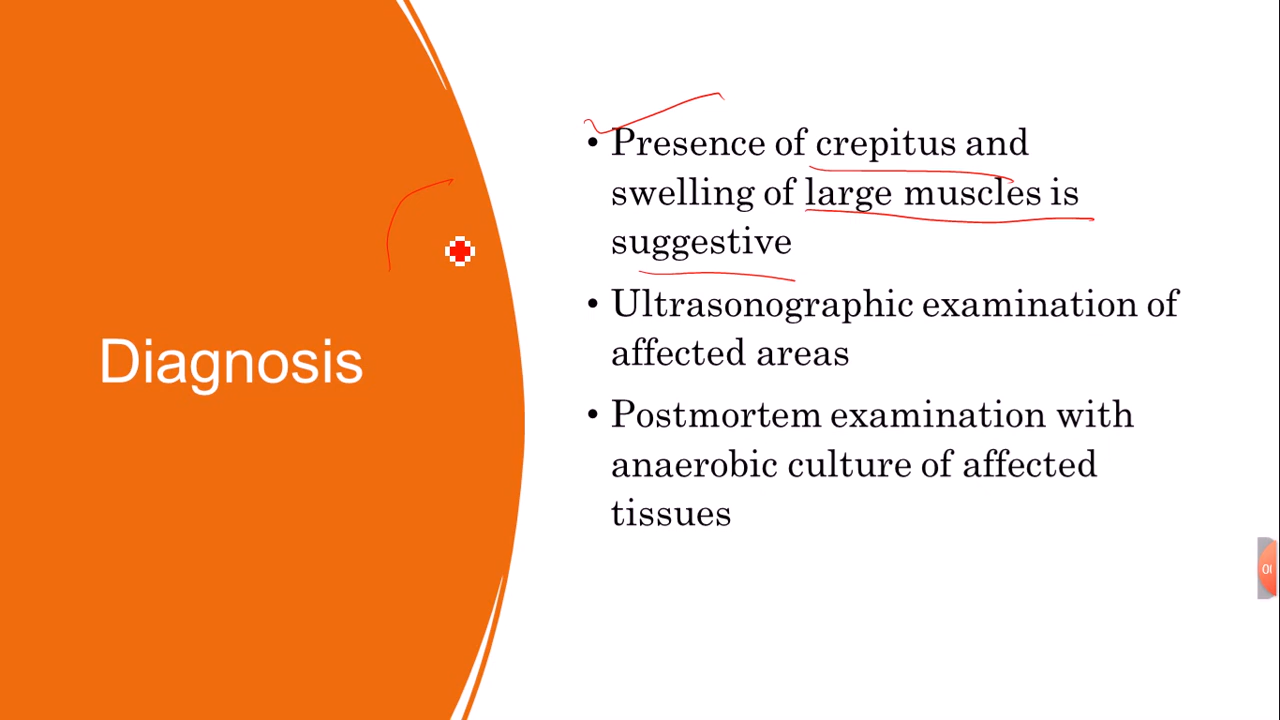 Diagnosis
• Presence of crepitus and
swelling of large muscles is
suggestive
• Ultrasonographic examination of
affected areas
• Postmortem examination with
anaerobic culture of affected
tissues